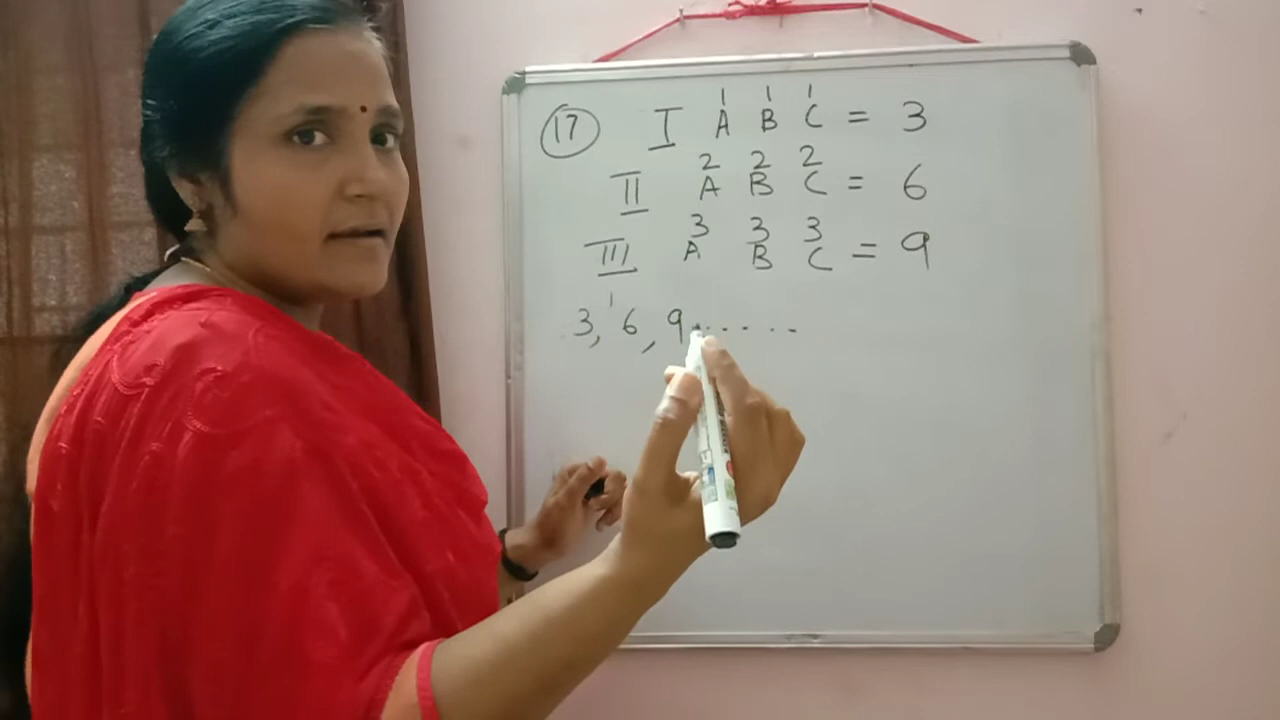 17 I A¹ B¹ C¹ = 3
II A² B² C² = 6
III A³ B³ C³ = 9
3, 6, 9......